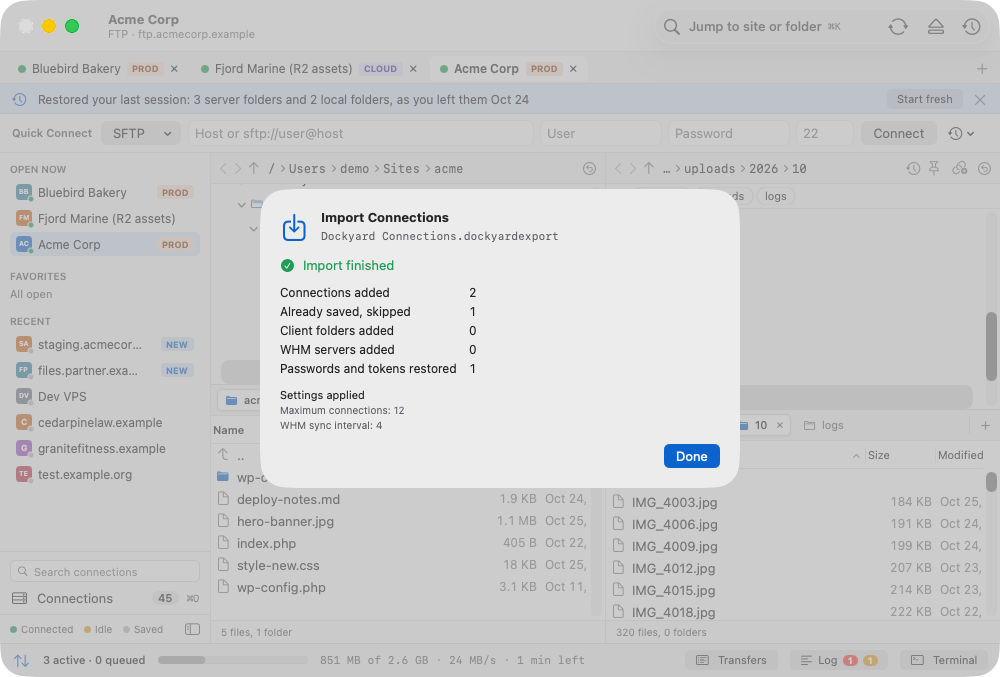 Acme Corp
FTP · ftp.acmecorp.example
Jump to site or folder ⌘K
Bluebird Bakery PROD ×
Fjord Marine (R2 assets) CLOUD ×
Acme Corp PROD ×
Restored your last session: 3 server folders and 2 local folders, as you left them Oct 24
Start fresh
Quick Connect
SFTP
Host or sftp://user@host
User
Password
22
Connect
OPEN NOW
BB Bluebird Bakery PROD
FM Fjord Marine (R2 assets)
AC Acme Corp PROD
FAVORITES
All open
RECENT
SA staging.acmecor... NEW
FP files.partner.exa... NEW
DV Dev VPS
C cedarpinelaw.example
G granitefitness.example
TE test.example.org
Search connections
Connections 45 ⌘0
Connected Idle Saved
/ > Users > demo > Sites > acme
… > uploads > 2026 > 10
logs
Import Connections
Dockyard Connections.dockyardexport
Import finished
Connections added 2
Already saved, skipped 1
Client folders added 0
WHM servers added 0
Passwords and tokens restored 1
Settings applied
Maximum connections: 12
WHM sync interval: 4
Done
Name
..
deploy-notes.md 1.9 KB Oct 24,
hero-banner.jpg 1.1 MB Oct 25,
index.php 405 B Oct 22,
style-new.css 18 KB Oct 25,
wp-config.php 3.1 KB Oct 11,
5 files, 1 folder
10 ×
logs
Size Modified
IMG_4003.jpg 184 KB Oct 25,
IMG_4006.jpg 191 KB Oct 24,
IMG_4009.jpg 199 KB Oct 24,
IMG_4012.jpg 207 KB Oct 23,
IMG_4015.jpg 214 KB Oct 23,
IMG_4018.jpg 222 KB Oct 22,
320 files, 0 folders
3 active · 0 queued
851 MB of 2.6 GB · 24 MB/s · 1 min left
Transfers
Log 1 1
Terminal